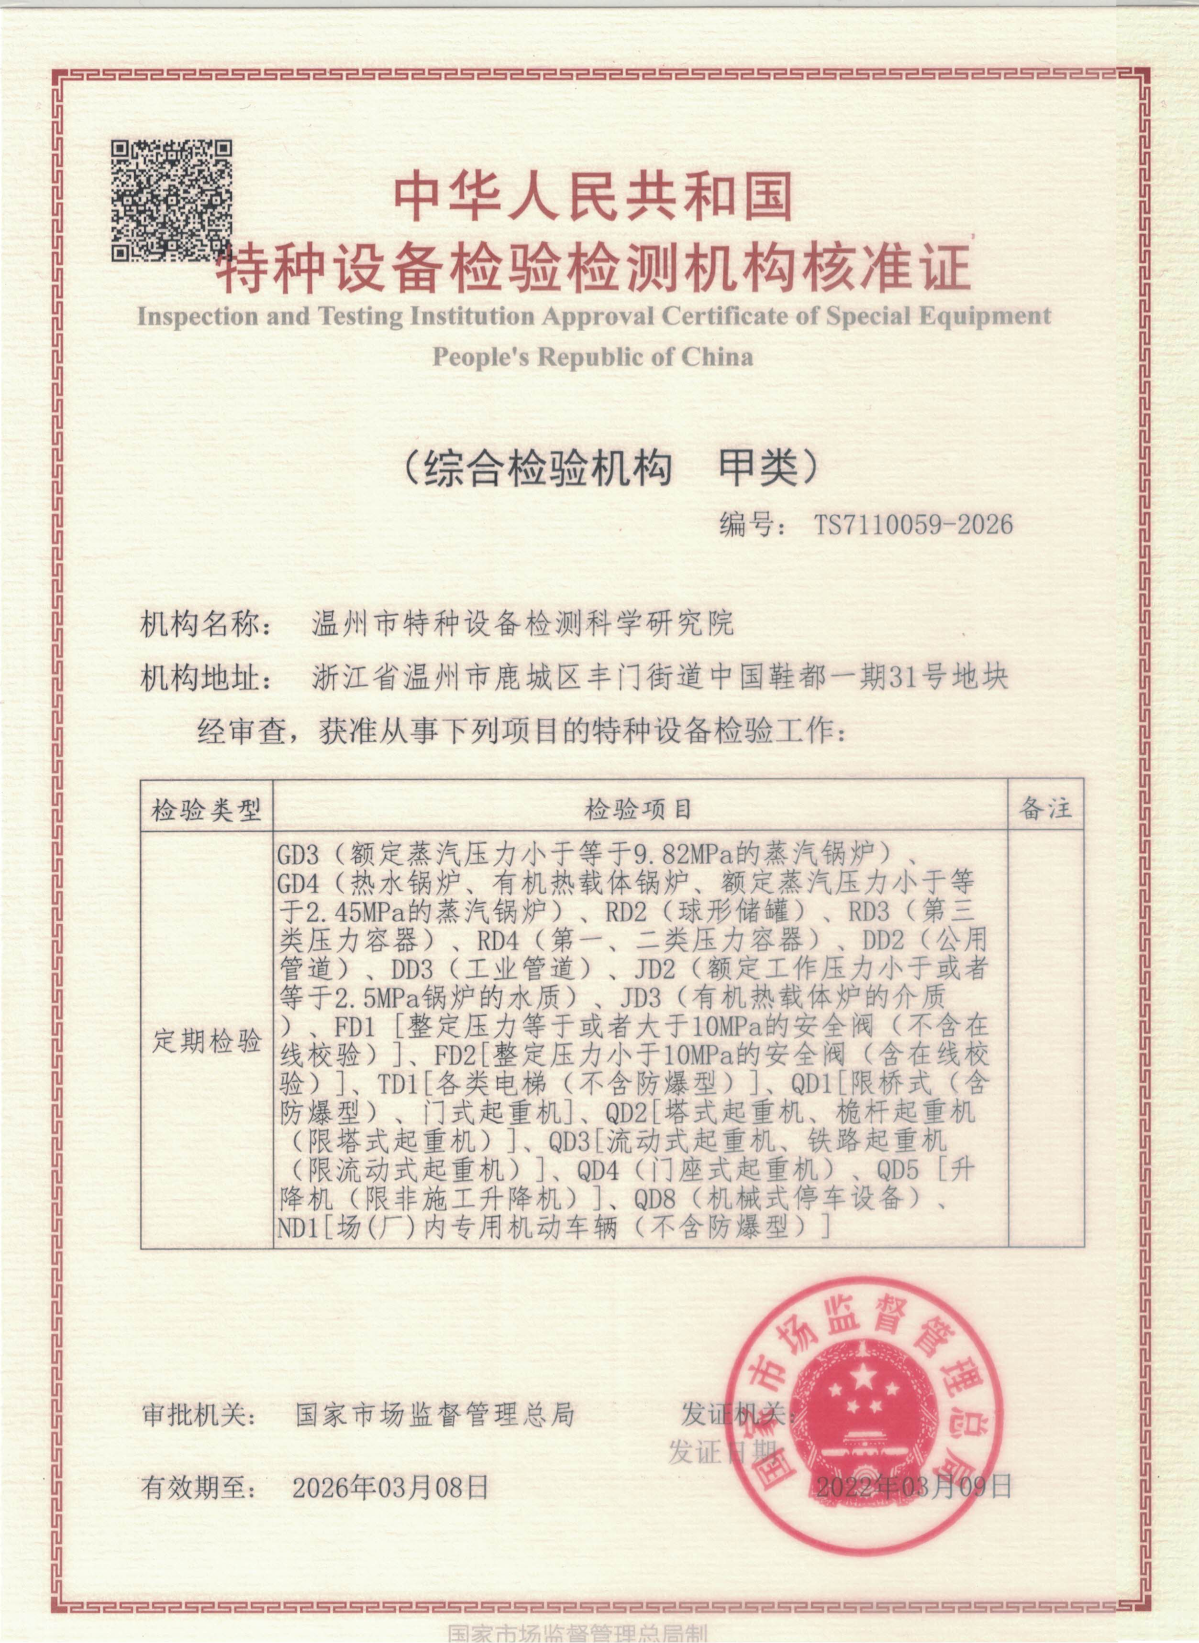 中华人民共和国
特种设备检验检测机构核准证
Inspection and Testing Institution Approval Certificate of Special Equipment
People's Republic of China
（综合检验机构 甲类）
编号： TS7110059-2026
机构名称： 温州市特种设备检测科学研究院
机构地址： 浙江省温州市鹿城区丰门街道中国鞋都一期31号地块
经审查，获准从事下列项目的特种设备检验工作：
检验类型 检验项目 备注
定期检验
GD3（额定蒸汽压力小于等于9.82MPa的蒸汽锅炉）、
GD4（热水锅炉、有机热载体锅炉、额定蒸汽压力小于等
于2.45MPa的蒸汽锅炉）、RD2（球形储罐）、RD3（第三
类压力容器）、RD4（第一、二类压力容器）、DD2（公用
管道）、DD3（工业管道）、JD2（额定工作压力小于或者
等于2.5MPa锅炉的水质）、JD3（有机热载体炉的介质
）、FD1 [整定压力等于或者大于10MPa的安全阀（不含在
线校验）]、FD2[整定压力小于10MPa的安全阀（含在线校
验）]、TD1[各类电梯（不含防爆型）]、QD1[限桥式（含
防爆型）、门式起重机]、QD2[塔式起重机、桅杆起重机
（限塔式起重机）]、QD3[流动式起重机、铁路起重机
（限流动式起重机）]、QD4（门座式起重机）、QD5 [升
降机（限非施工升降机）]、QD8（机械式停车设备）、
ND1[场(厂)内专用机动车辆（不含防爆型）]
审批机关： 国家市场监督管理总局
发证机关：
发证日期
有效期至： 2026年03月08日
2022年03月09日
国家市场监督管理总局
国家市场监督管理总局制